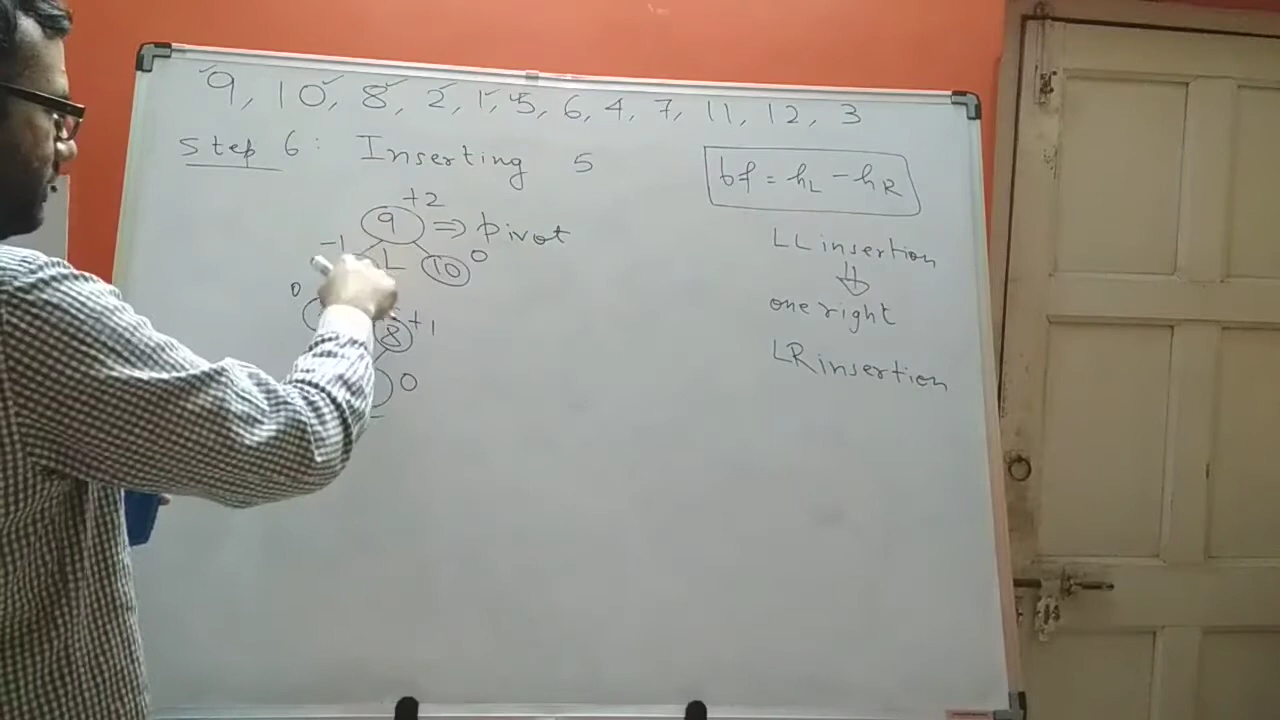 9, 10, 8, 2, 1, 5, 6, 4, 7, 11, 12, 3
Step 6: Inserting 5
bf = hL - hR
+2
9 => pivot
-1
L
10 0
0
8 +1
0
LL insertion
⇓
one right
LR insertion